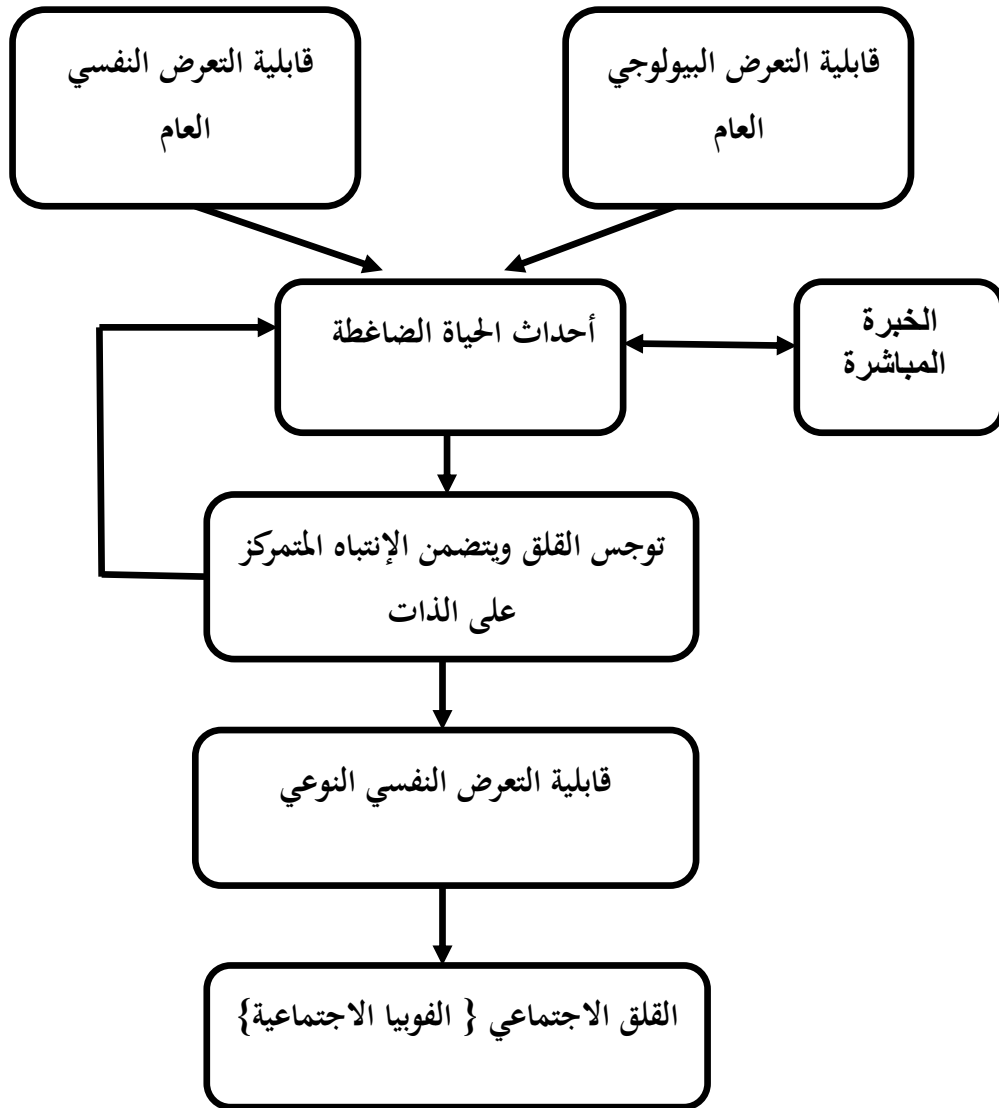 قابلية التعرض البيولوجي
العام
قابلية التعرض النفسي
العام
أحداث الحياة الضاغطة
الخبرة
المباشرة
توجس القلق ويتضمن الإنتباه المتمركز
على الذات
قابلية التعرض النفسي النوعي
القلق الاجتماعي { الفوبيا الاجتماعية}